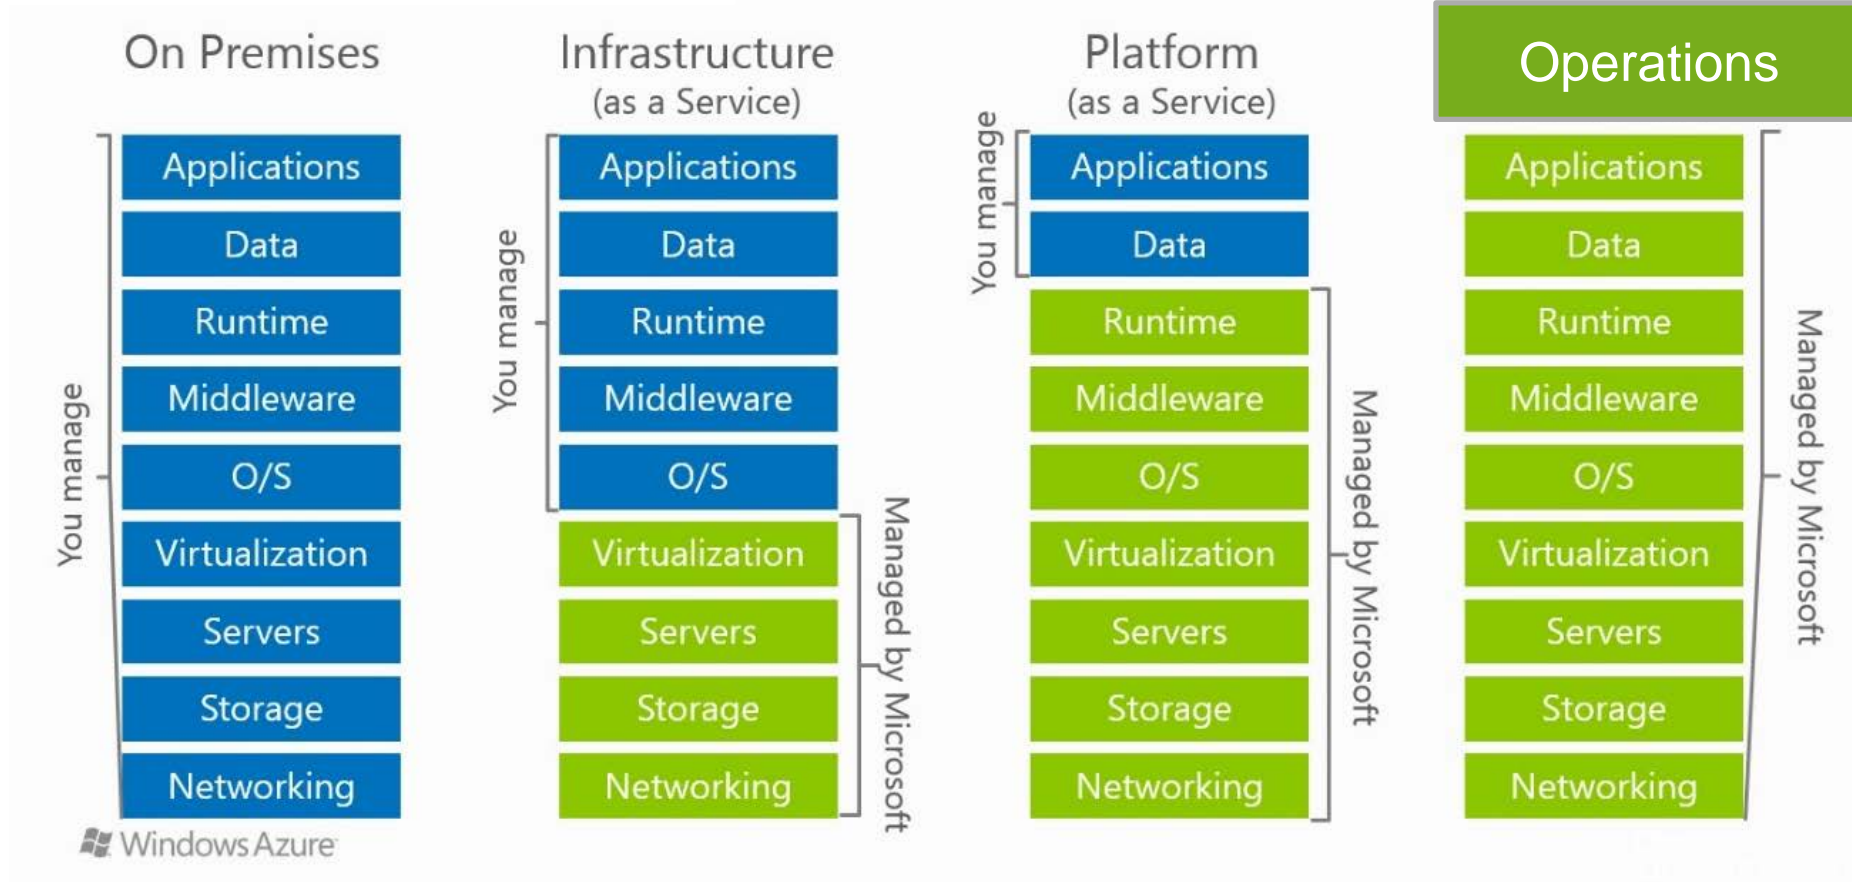 On Premises
You manage
Applications
Data
Runtime
Middleware
O/S
Virtualization
Servers
Storage
Networking
Windows Azure
Infrastructure
(as a Service)
You manage
Applications
Data
Runtime
Middleware
O/S
Virtualization
Servers
Storage
Networking
Managed by Microsoft
Platform
(as a Service)
You manage
Applications
Data
Runtime
Middleware
O/S
Virtualization
Servers
Storage
Networking
Managed by Microsoft
Operations
Applications
Data
Runtime
Middleware
O/S
Virtualization
Servers
Storage
Networking
Managed by Microsoft